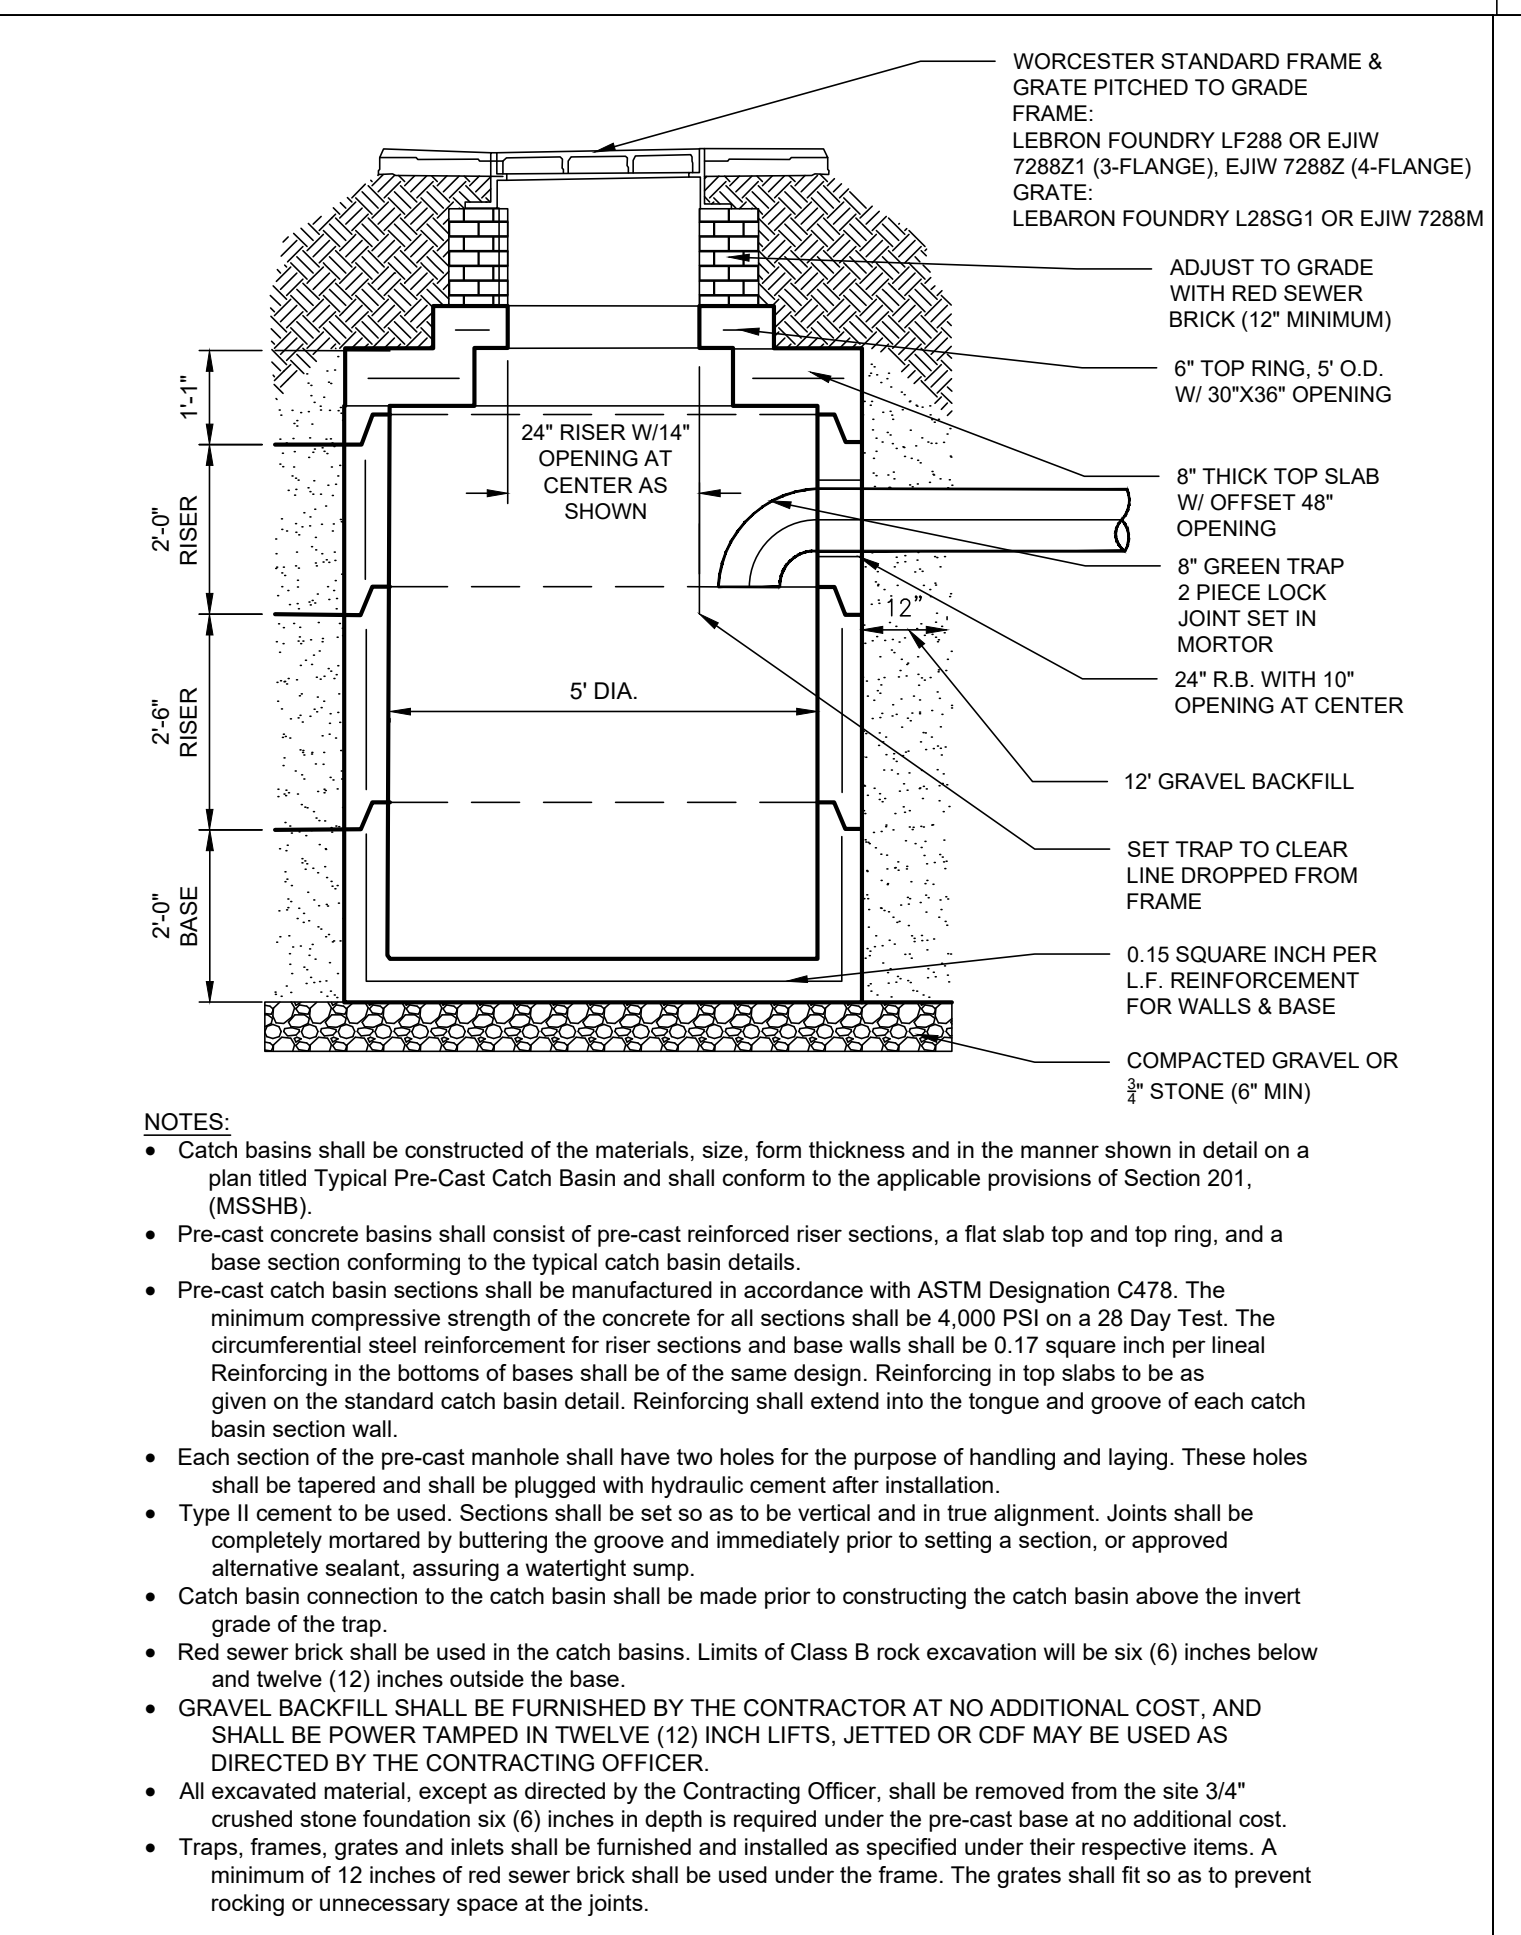 WORCESTER STANDARD FRAME &
GRATE PITCHED TO GRADE
FRAME:
LEBRON FOUNDRY LF288 OR EJIW
7288Z1 (3-FLANGE), EJIW 7288Z (4-FLANGE)
GRATE:
LEBARON FOUNDRY L28SG1 OR EJIW 7288M
ADJUST TO GRADE
WITH RED SEWER
BRICK (12" MINIMUM)
6" TOP RING, 5' O.D.
W/ 30"X36" OPENING
8" THICK TOP SLAB
W/ OFFSET 48"
OPENING
8" GREEN TRAP
2 PIECE LOCK
JOINT SET IN
MORTOR
24" R.B. WITH 10"
OPENING AT CENTER
12' GRAVEL BACKFILL
SET TRAP TO CLEAR
LINE DROPPED FROM
FRAME
0.15 SQUARE INCH PER
L.F. REINFORCEMENT
FOR WALLS & BASE
COMPACTED GRAVEL OR
3/4" STONE (6" MIN)
1'-1"
2'-0"
RISER
2'-6"
RISER
2'-0"
BASE
24" RISER W/14"
OPENING AT
CENTER AS
SHOWN
12"
5' DIA.
NOTES:
• Catch basins shall be constructed of the materials, size, form thickness and in the manner shown in detail on a
plan titled Typical Pre-Cast Catch Basin and shall conform to the applicable provisions of Section 201,
(MSSHB).
• Pre-cast concrete basins shall consist of pre-cast reinforced riser sections, a flat slab top and top ring, and a
base section conforming to the typical catch basin details.
• Pre-cast catch basin sections shall be manufactured in accordance with ASTM Designation C478. The
minimum compressive strength of the concrete for all sections shall be 4,000 PSI on a 28 Day Test. The
circumferential steel reinforcement for riser sections and base walls shall be 0.17 square inch per lineal
Reinforcing in the bottoms of bases shall be of the same design. Reinforcing in top slabs to be as
given on the standard catch basin detail. Reinforcing shall extend into the tongue and groove of each catch
basin section wall.
• Each section of the pre-cast manhole shall have two holes for the purpose of handling and laying. These holes
shall be tapered and shall be plugged with hydraulic cement after installation.
• Type II cement to be used. Sections shall be set so as to be vertical and in true alignment. Joints shall be
completely mortared by buttering the groove and immediately prior to setting a section, or approved
alternative sealant, assuring a watertight sump.
• Catch basin connection to the catch basin shall be made prior to constructing the catch basin above the invert
grade of the trap.
• Red sewer brick shall be used in the catch basins. Limits of Class B rock excavation will be six (6) inches below
and twelve (12) inches outside the base.
• GRAVEL BACKFILL SHALL BE FURNISHED BY THE CONTRACTOR AT NO ADDITIONAL COST, AND
SHALL BE POWER TAMPED IN TWELVE (12) INCH LIFTS, JETTED OR CDF MAY BE USED AS
DIRECTED BY THE CONTRACTING OFFICER.
• All excavated material, except as directed by the Contracting Officer, shall be removed from the site 3/4"
crushed stone foundation six (6) inches in depth is required under the pre-cast base at no additional cost.
• Traps, frames, grates and inlets shall be furnished and installed as specified under their respective items. A
minimum of 12 inches of red sewer brick shall be used under the frame. The grates shall fit so as to prevent
rocking or unnecessary space at the joints.